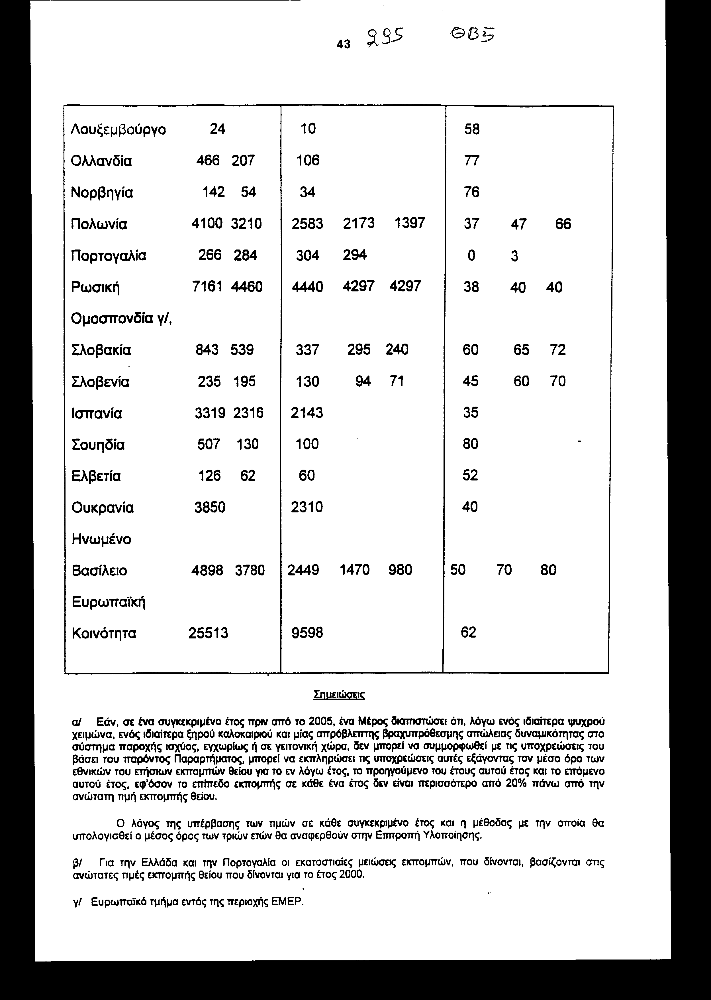 43 295 ΘΒ5
Λουξεμβούργο 24 10 58
Ολλανδία 466 207 106 77
Νορβηγία 142 54 34 76
Πολωνία 4100 3210 2583 2173 1397 37 47 66
Πορτογαλία 266 284 304 294 0 3
Ρωσική 7161 4460 4440 4297 4297 38 40 40
Ομοσπονδία γ/,
Σλοβακία 843 539 337 295 240 60 65 72
Σλοβενία 235 195 130 94 71 45 60 70
Ισπανία 3319 2316 2143 35
Σουηδία 507 130 100 80
Ελβετία 126 62 60 52
Ουκρανία 3850 2310 40
Ηνωμένο
Βασίλειο 4898 3780 2449 1470 980 50 70 80
Ευρωπαϊκή
Κοινότητα 25513 9598 62
Σημειώσεις
α/ Εάν, σε ένα συγκεκριμένο έτος πριν από το 2005, ένα Μέρος διαπιστώσει ότι, λόγω ενός ιδιαίτερα ψυχρού
χειμώνα, ενός ιδιαίτερα ξηρού καλοκαιριού και μίας απρόβλεπτης βραχυπρόθεσμης απώλειας δυναμικότητας στο
σύστημα παροχής ισχύος, εγχωρίως ή σε γειτονική χώρα, δεν μπορεί να συμμορφωθεί με τις υποχρεώσεις του
βάσει του παρόντος Παραρτήματος, μπορεί να εκπληρώσει τις υποχρεώσεις αυτές εξάγοντας τον μέσο όρο των
εθνικών του ετήσιων εκπομπών θείου για το εν λόγω έτος, το προηγούμενο του έτους αυτού έτος και το επόμενο
αυτού έτος, εφ'όσον το επίπεδο εκπομπής σε κάθε ένα έτος δεν είναι περισσότερο από 20% πάνω από την
ανώτατη τιμή εκπομπής θείου.
Ο λόγος της υπέρβασης των τιμών σε κάθε συγκεκριμένο έτος και η μέθοδος με την οποία θα
υπολογισθεί ο μέσος όρος των τριών ετών θα αναφερθούν στην Επιτροπή Υλοποίησης.
β/ Για την Ελλάδα και την Πορτογαλία οι εκατοστιαίες μειώσεις εκπομπών, που δίνονται, βασίζονται στις
ανώτατες τιμές εκπομπής θείου που δίνονται για το έτος 2000.
γ/ Ευρωπαϊκό τμήμα εντός της περιοχής EMEP.